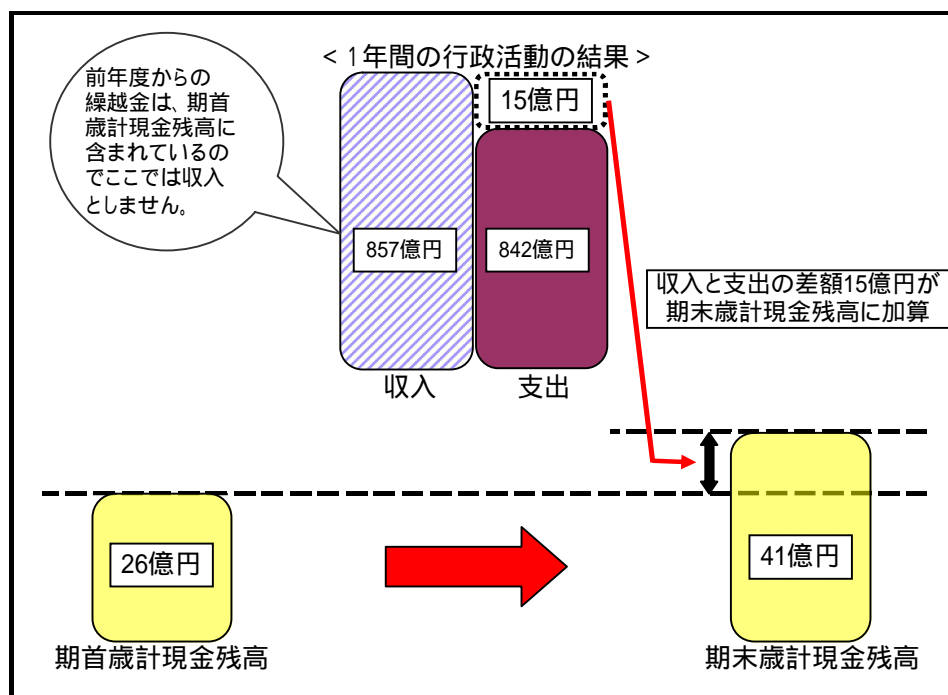 ＜１年間の行政活動の結果＞
前年度からの
繰越金は、期首
歳計現金残高に
含まれているの
でここでは収入
としません。
15億円
857億円
842億円
収入と支出の差額15億円が
期末歳計現金残高に加算
収入
支出
26億円
41億円
期首歳計現金残高
期末歳計現金残高